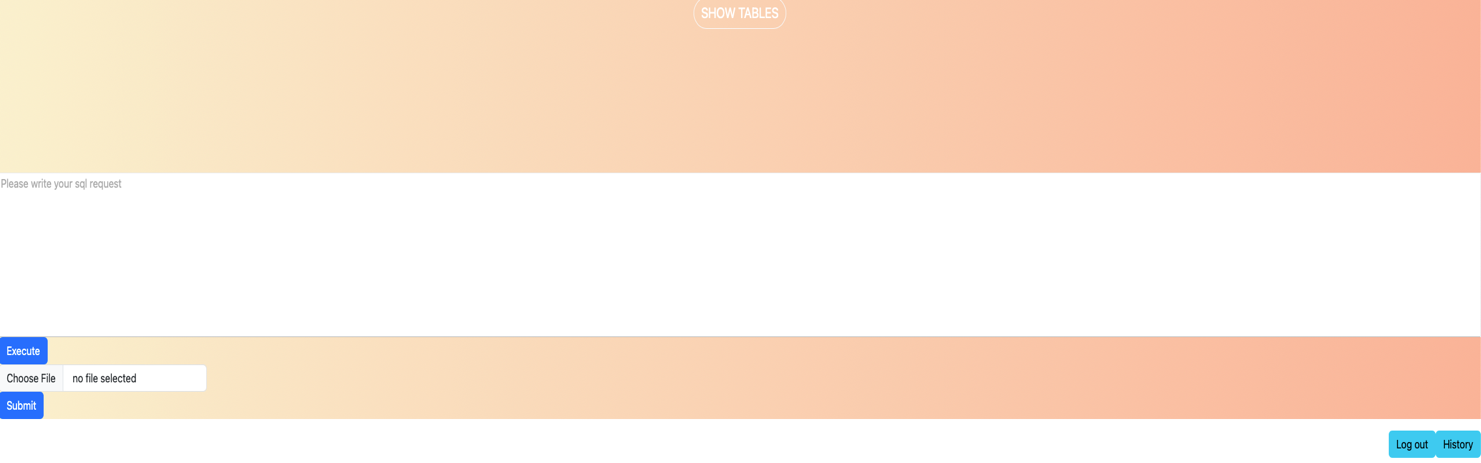 SHOW TABLES
Please write your sql request
Execute
Choose File no file selected
Submit
Log out History